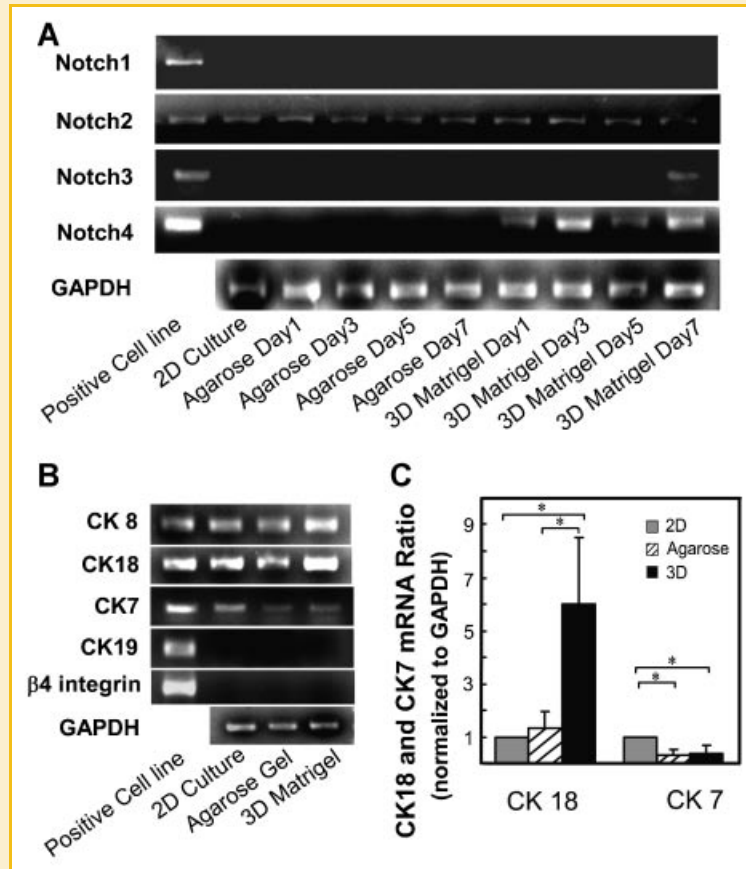 A
Notch1
Notch2
Notch3
Notch4
GAPDH
Positive Cell line
2D Culture
Agarose Day1
Agarose Day3
Agarose Day5
Agarose Day7
3D Matrigel Day1
3D Matrigel Day3
3D Matrigel Day5
3D Matrigel Day7
B
CK 8
CK18
CK7
CK19
β4 integrin
GAPDH
Positive Cell line
2D Culture
Agarose Gel
3D Matrigel
C
CK18 and CK7 mRNA Ratio
(normalized to GAPDH)
9
7
5
3
1
*
*
*
*
2D
Agarose
3D
CK 18
CK 7